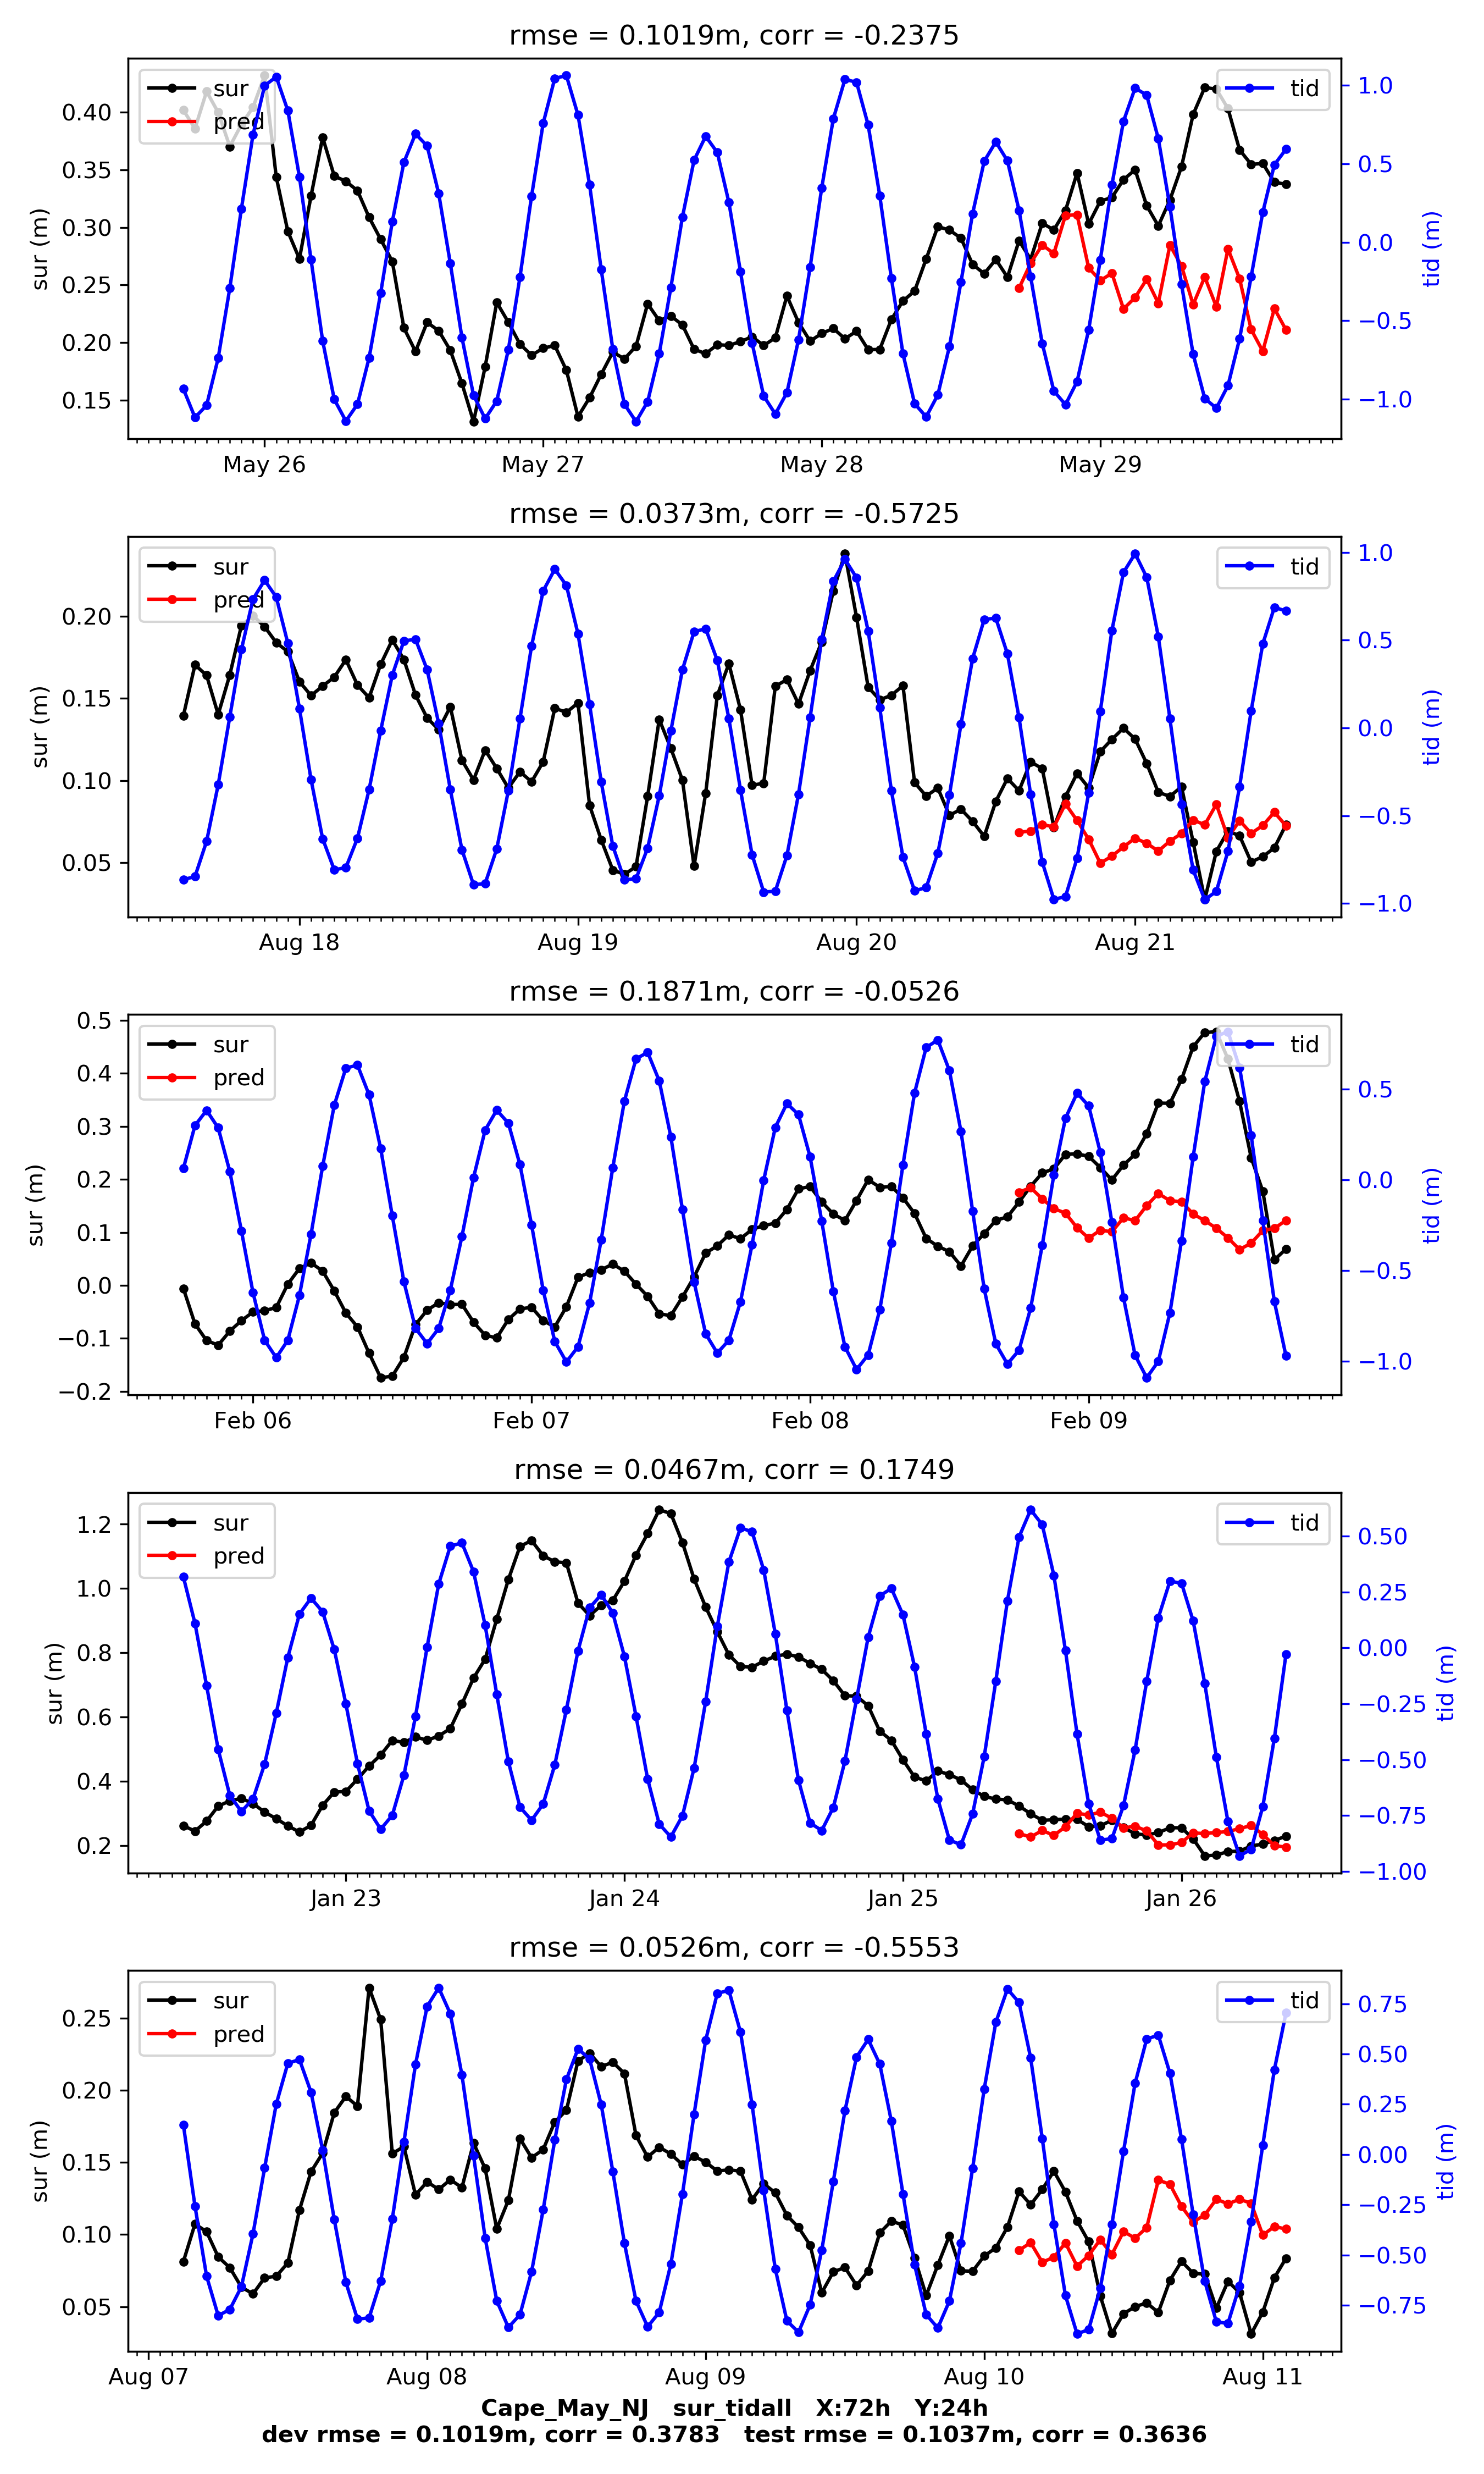 rmse = 0.1019m, corr = -0.2375
sur
pred
tid
0.40
0.35
0.30
0.25
0.20
0.15
sur (m)
1.0
0.5
0.0
−0.5
−1.0
tid (m)
May 26 May 27 May 28 May 29
rmse = 0.0373m, corr = -0.5725
sur
pred
tid
0.20
0.15
0.10
0.05
sur (m)
1.0
0.5
0.0
−0.5
−1.0
tid (m)
Aug 18 Aug 19 Aug 20 Aug 21
rmse = 0.1871m, corr = -0.0526
sur
pred
tid
0.5
0.4
0.3
0.2
0.1
0.0
−0.1
−0.2
sur (m)
0.5
0.0
−0.5
−1.0
tid (m)
Feb 06 Feb 07 Feb 08 Feb 09
rmse = 0.0467m, corr = 0.1749
sur
pred
tid
1.2
1.0
0.8
0.6
0.4
0.2
sur (m)
0.50
0.25
0.00
−0.25
−0.50
−0.75
−1.00
tid (m)
Jan 23 Jan 24 Jan 25 Jan 26
rmse = 0.0526m, corr = -0.5553
sur
pred
tid
0.25
0.20
0.15
0.10
0.05
sur (m)
0.75
0.50
0.25
0.00
−0.25
−0.50
−0.75
tid (m)
Aug 07 Aug 08 Aug 09 Aug 10 Aug 11
Cape_May_NJ sur_tidall X:72h Y:24h
dev rmse = 0.1019m, corr = 0.3783 test rmse = 0.1037m, corr = 0.3636